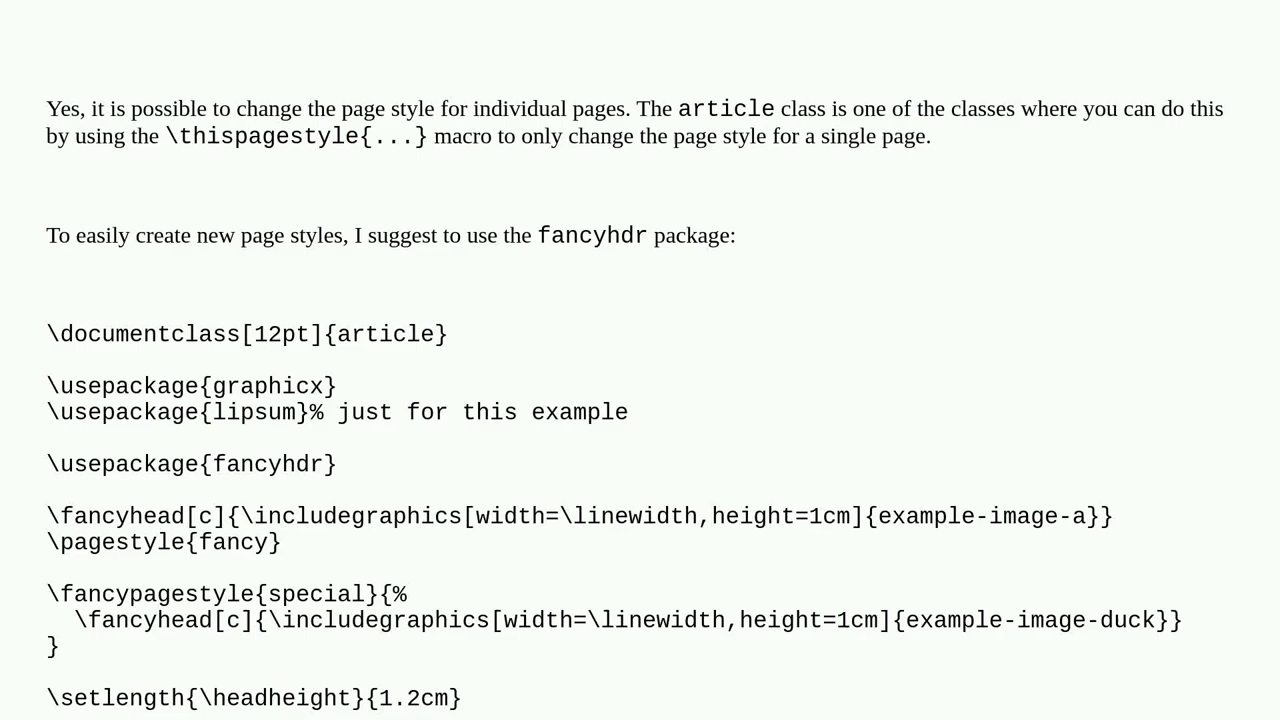 Yes, it is possible to change the page style for individual pages. The article class is one of the classes where you can do this
by using the \thispagestyle{...} macro to only change the page style for a single page.
To easily create new page styles, I suggest to use the fancyhdr package:
\documentclass[12pt]{article}
\usepackage{graphicx}
\usepackage{lipsum}% just for this example
\usepackage{fancyhdr}
\fancyhead[c]{\includegraphics[width=\linewidth,height=1cm]{example-image-a}}
\pagestyle{fancy}
\fancypagestyle{special}{%
  \fancyhead[c]{\includegraphics[width=\linewidth,height=1cm]{example-image-duck}}
}
\setlength{\headheight}{1.2cm}